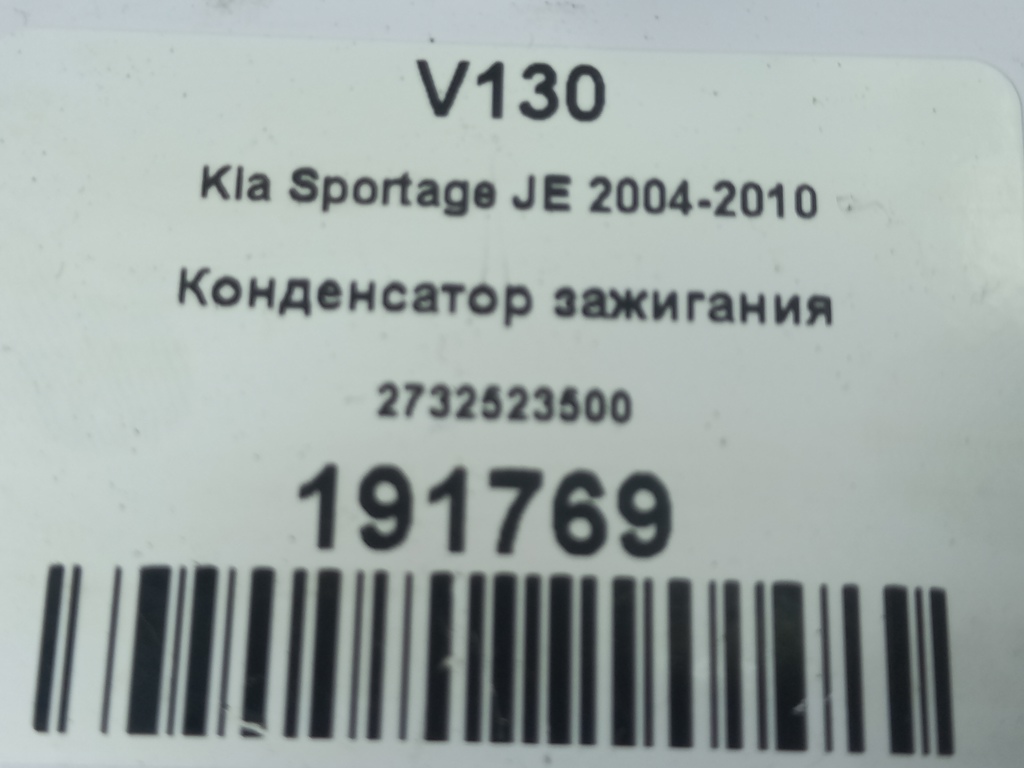 V130
Kia Sportage JE 2004-2010
Конденсатор зажигания
2732523500
191769